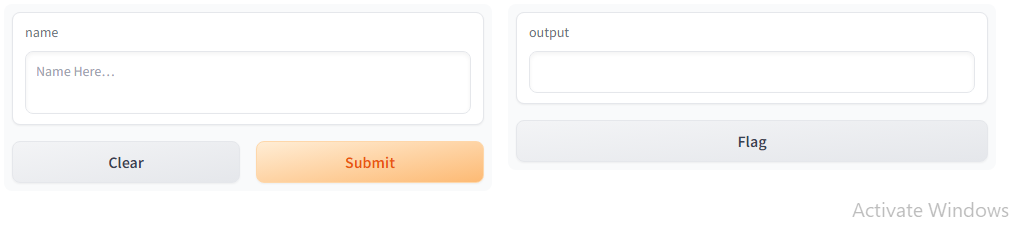 name
Name Here...
Clear
Submit
output
Flag
Activate Windows